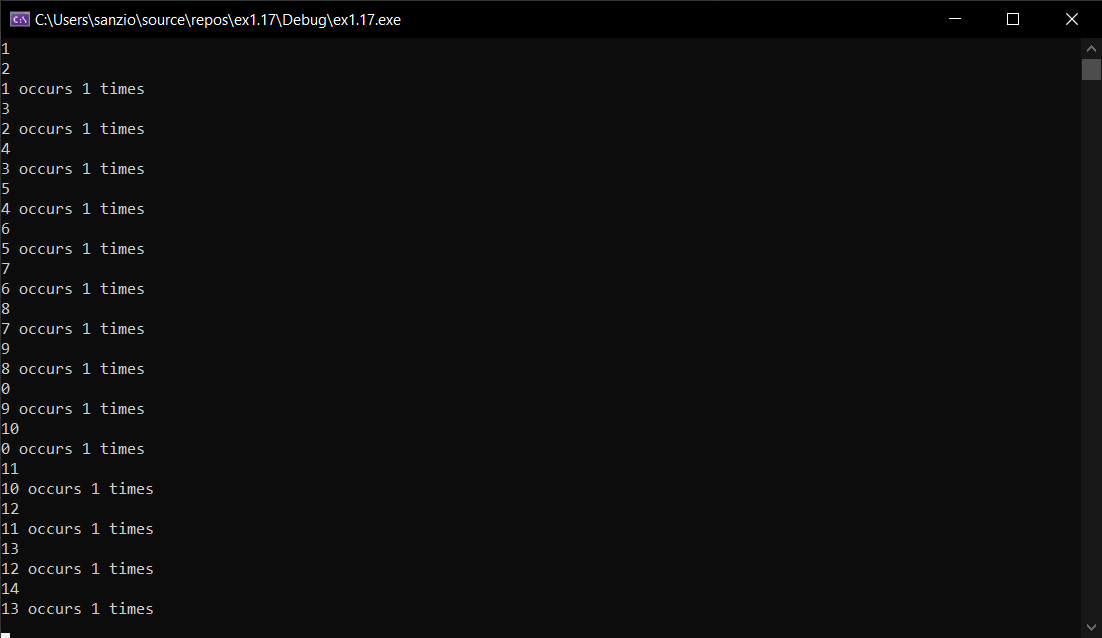 C:\Users\sanzio\source\repos\ex1.17\Debug\ex1.17.exe
1
2
1 occurs 1 times
3
2 occurs 1 times
4
3 occurs 1 times
5
4 occurs 1 times
6
5 occurs 1 times
7
6 occurs 1 times
8
7 occurs 1 times
9
8 occurs 1 times
0
9 occurs 1 times
10
0 occurs 1 times
11
10 occurs 1 times
12
11 occurs 1 times
13
12 occurs 1 times
14
13 occurs 1 times